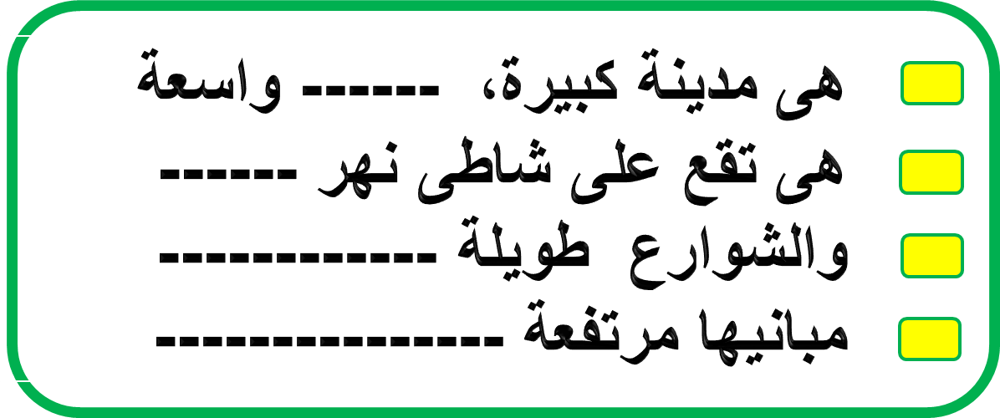 هى مدينة كبيرة، ------ واسعة
هى تقع على شاطى نهر ------
والشوارع طويلة ------------
مبانيها مرتفعة ---------------